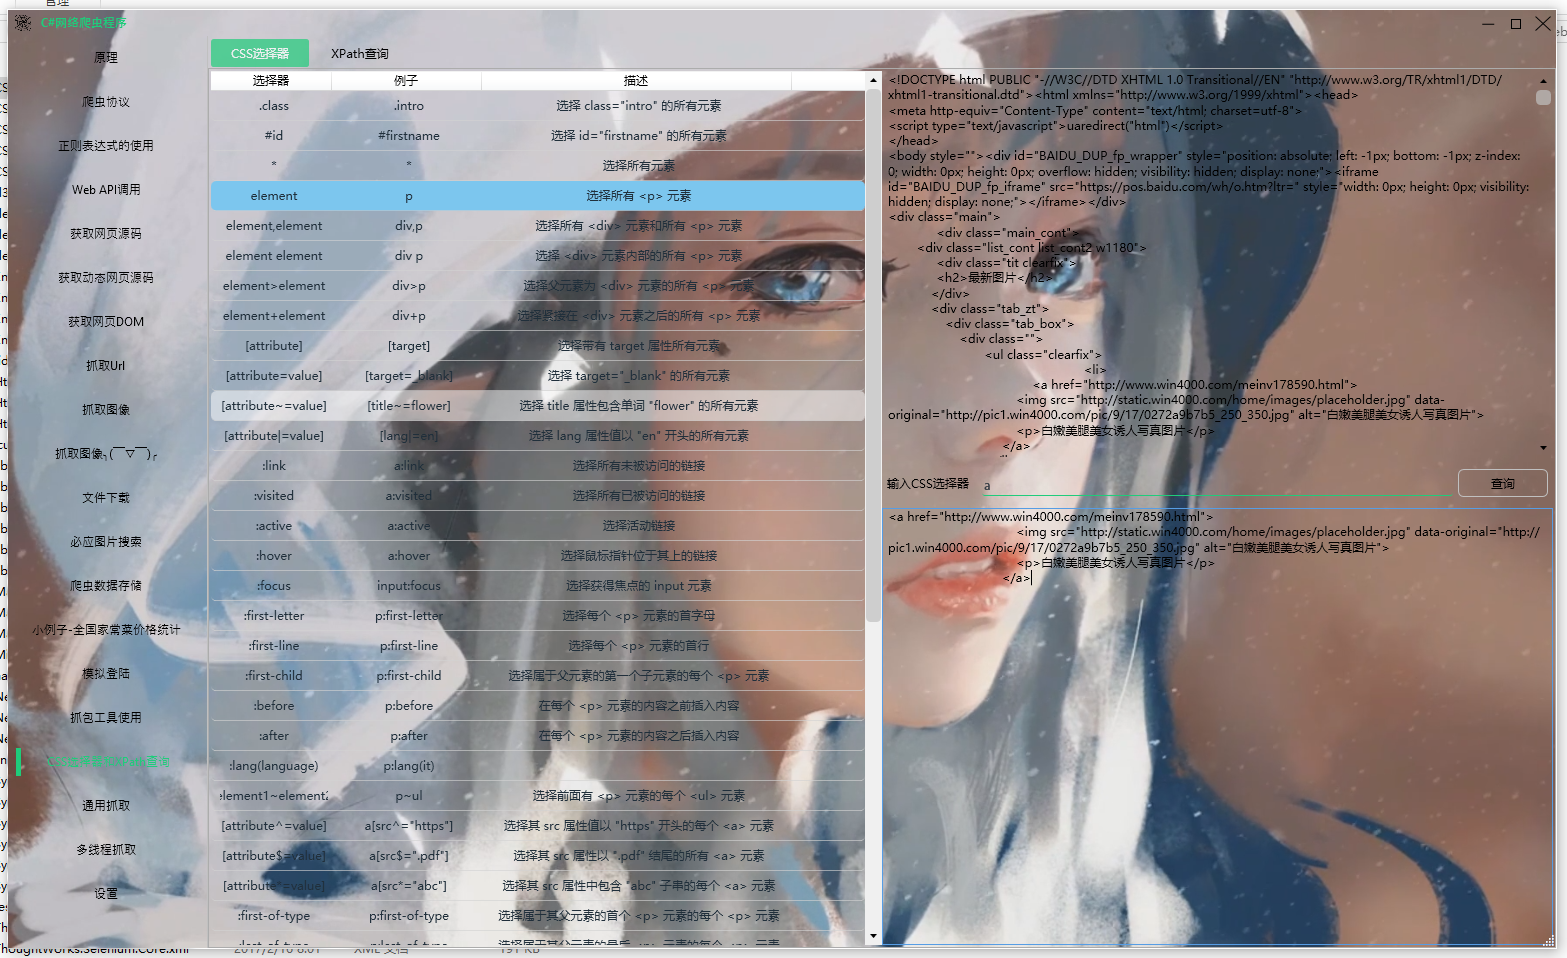 管理
C#网络爬虫程序
原理
爬虫协议
正则表达式的使用
Web API调用
获取网页源码
获取动态网页源码
获取网页DOM
抓取Url
抓取图像
抓取图像╮(￣▽￣)╭
文件下载
必应图片搜索
爬虫数据存储
小例子-全国家常菜价格统计
模拟登陆
抓包工具使用
通用抓取
多线程抓取
设置
CSS选择器 XPath查询
选择器 例子 描述
.class .intro 选择 class="intro" 的所有元素
#id #firstname 选择 id="firstname" 的所有元素
* * 选择所有元素
element p 选择所有 <p> 元素
element,element div,p 选择所有 <div> 元素和所有 <p> 元素
element element div p 选择 <div> 元素内部的所有 <p> 元素
element>element div>p 选择父元素为 <div> 元素的所有 <p> 元素
element+element div+p 选择紧接在 <div> 元素之后的所有 <p> 元素
[attribute] [target] 选择带有 target 属性所有元素
[attribute=value] [target=_blank] 选择 target="_blank" 的所有元素
[attribute~=value] [title~=flower] 选择 title 属性包含单词 "flower" 的所有元素
[attribute|=value] [lang|=en] 选择 lang 属性值以 "en" 开头的所有元素
:link a:link 选择所有未被访问的链接
:visited a:visited 选择所有已被访问的链接
:active a:active 选择活动链接
:hover a:hover 选择鼠标指针位于其上的链接
:focus input:focus 选择获得焦点的 input 元素
:first-letter p:first-letter 选择每个 <p> 元素的首字母
:first-line p:first-line 选择每个 <p> 元素的首行
:first-child p:first-child 选择属于父元素的第一个子元素的每个 <p> 元素
:before p:before 在每个 <p> 元素的内容之前插入内容
:after p:after 在每个 <p> 元素的内容之后插入内容
:lang(language) p:lang(it)
element1~element2 p~ul 选择前面有 <p> 元素的每个 <ul> 元素
[attribute^=value] a[src^="https"] 选择其 src 属性值以 "https" 开头的每个 <a> 元素
[attribute$=value] a[src$=".pdf"] 选择其 src 属性以 ".pdf" 结尾的所有 <a> 元素
[attribute*=value] a[src*="abc"] 选择其 src 属性中包含 "abc" 子串的每个 <a> 元素
:first-of-type p:first-of-type 选择属于其父元素的首个 <p> 元素的每个 <p> 元素
<!DOCTYPE html PUBLIC "-//W3C//DTD XHTML 1.0 Transitional//EN" "http://www.w3.org/TR/xhtml1/DTD/
xhtml1-transitional.dtd"><html xmlns="http://www.w3.org/1999/xhtml"><head>
<meta http-equiv="Content-Type" content="text/html; charset=utf-8">
<script type="text/javascript">uaredirect("html")</script>
</head>
<body style=""><div id="BAIDU_DUP_fp_wrapper" style="position: absolute; left: -1px; bottom: -1px; z-index:
0; width: 0px; height: 0px; overflow: hidden; visibility: hidden; display: none;"><iframe
id="BAIDU_DUP_fp_iframe" src="https://pos.baidu.com/wh/o.htm?ltr=" style="width: 0px; height: 0px; visibility:
hidden; display: none;"></iframe></div>
<div class="main">
<div class="main_cont">
<div class="list_cont list_cont2 w1180">
<div class="tit clearfix">
<h2>最新图片</h2>
</div>
<div class="tab_zt">
<div class="tab_box">
<div class="">
<ul class="clearfix">
<li>
<a href="http://www.win4000.com/meinv178590.html">
<img src="http://static.win4000.com/home/images/placeholder.jpg" data-
original="http://pic1.win4000.com/pic/9/17/0272a9b7b5_250_350.jpg" alt="白嫩美腿美女诱人写真图片">
<p>白嫩美腿美女诱人写真图片</p>
</a>
输入CSS选择器 a 查询
<a href="http://www.win4000.com/meinv178590.html">
<img src="http://static.win4000.com/home/images/placeholder.jpg" data-original="http://
pic1.win4000.com/pic/9/17/0272a9b7b5_250_350.jpg" alt="白嫩美腿美女诱人写真图片">
<p>白嫩美腿美女诱人写真图片</p>
</a>